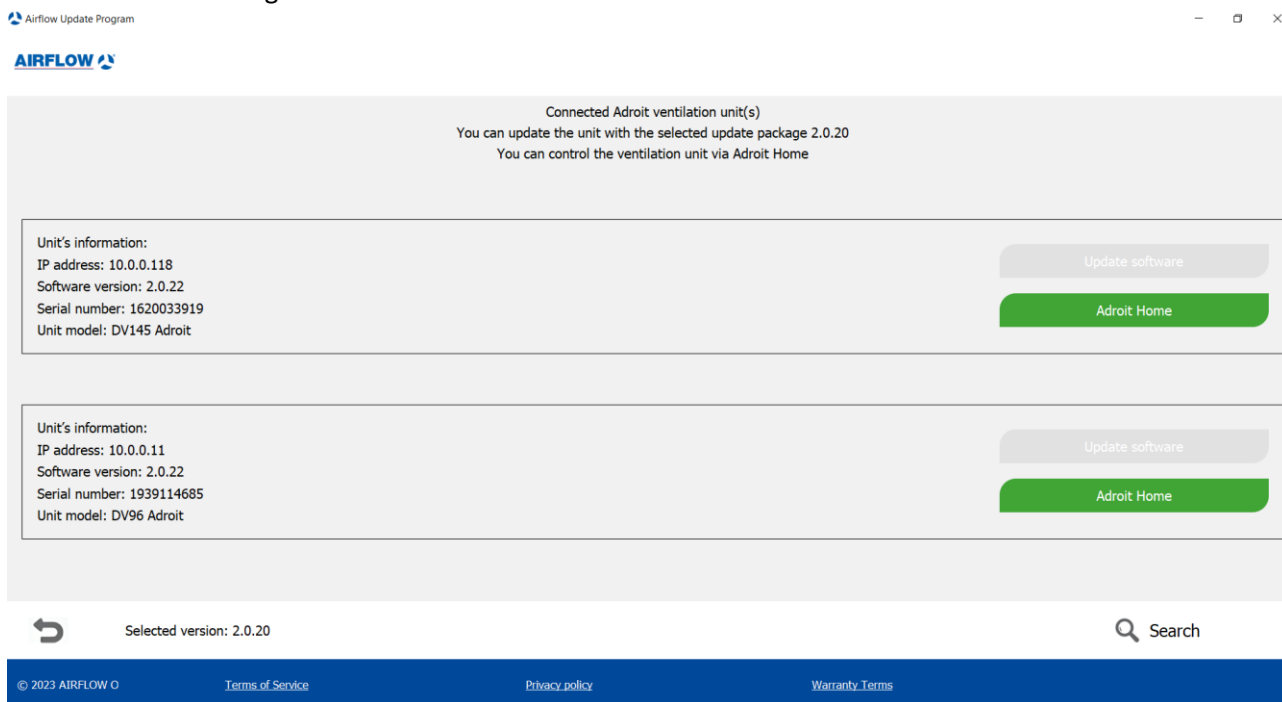 Airflow Update Program
AIRFLOW
Connected Adroit ventilation unit(s)
You can update the unit with the selected update package 2.0.20
You can control the ventilation unit via Adroit Home
Unit′s information:
IP address: 10.0.0.118
Software version: 2.0.22
Serial number: 1620033919
Unit model: DV145 Adroit
Update software
Adroit Home
Unit′s information:
IP address: 10.0.0.11
Software version: 2.0.22
Serial number: 1939114685
Unit model: DV96 Adroit
Update software
Adroit Home
Selected version: 2.0.20
Search
© 2023 AIRFLOW O
Terms of Service
Privacy policy
Warranty Terms